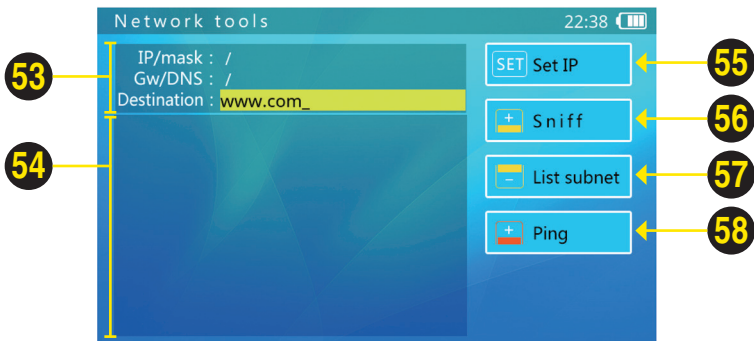 Network tools 22:38
53 IP/mask : /
Gw/DNS : /
Destination : www.com_
SET Set IP 55
+ Sniff 56
54
− List subnet 57
+ Ping 58